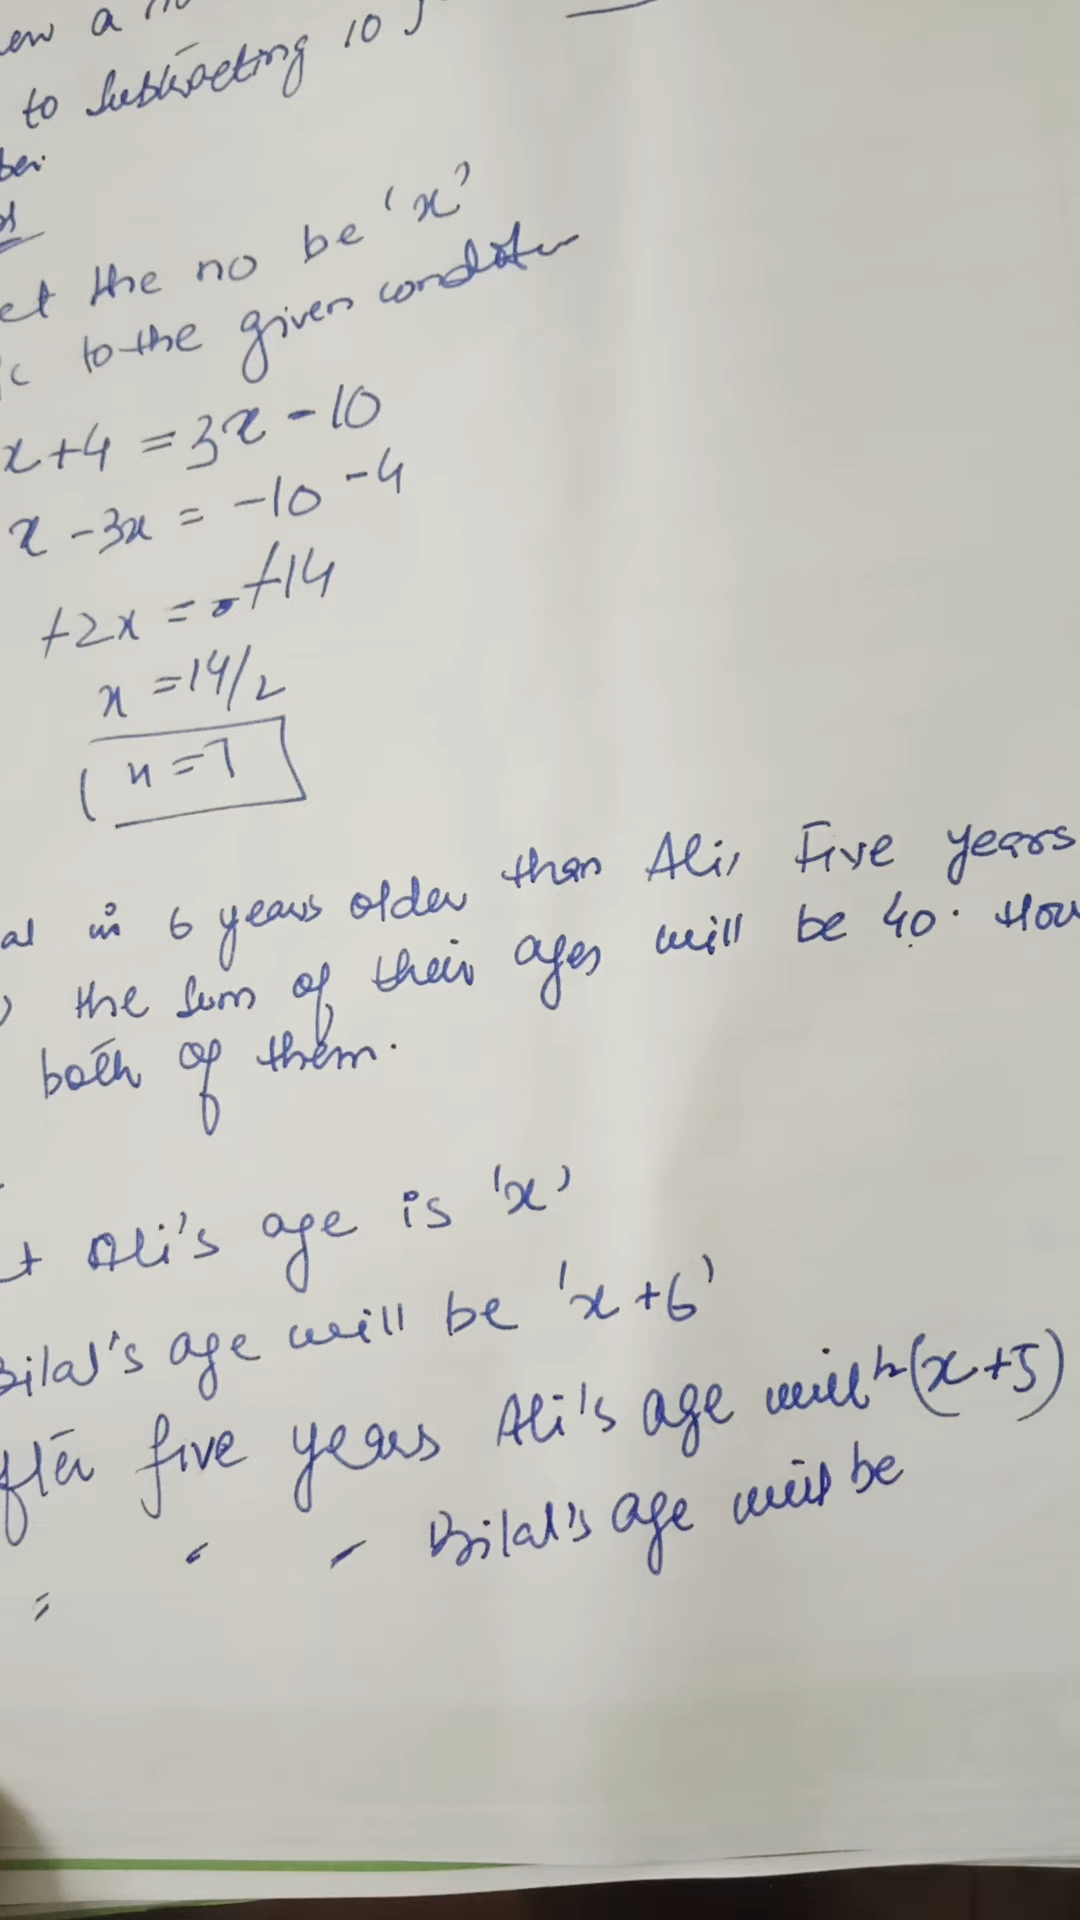 a
to subtracting 10
the no be 'x'
to the given condition
x+4 = 3x - 10
x - 3x = -10 - 4
+2x = +14
x = 14/2
x = 7
is 6 years older than Ali, Five years
the sum of their ages will be 40. How
both of them.
Ali's age is 'x'
Bilal's age will be 'x+6'
After five years Ali's age will be (x+5)
" " " Bilal's age will be